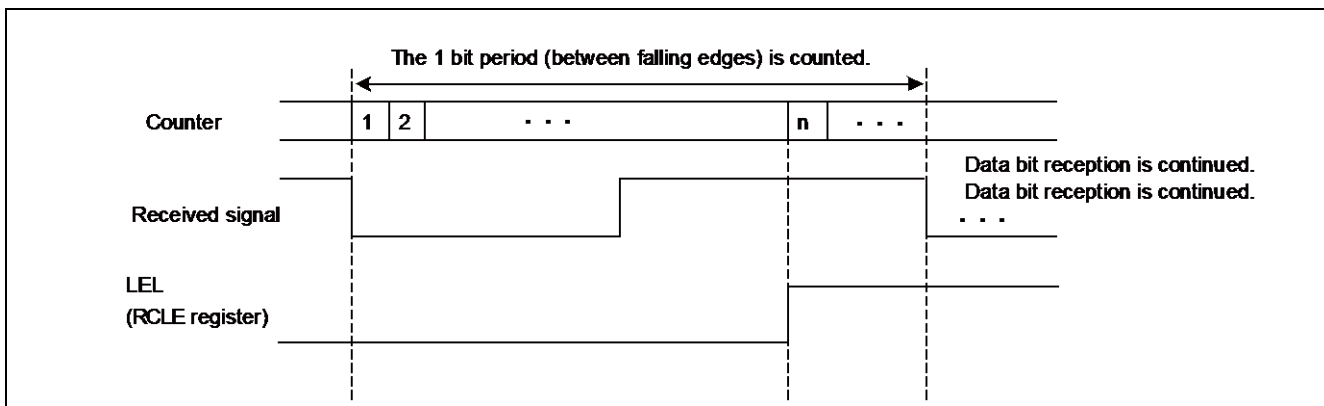 The 1 bit period (between falling edges) is counted.
Counter 1 2 · · · n · · ·
Data bit reception is continued.
Data bit reception is continued.
Received signal · · ·
LEL
(RCLE register)